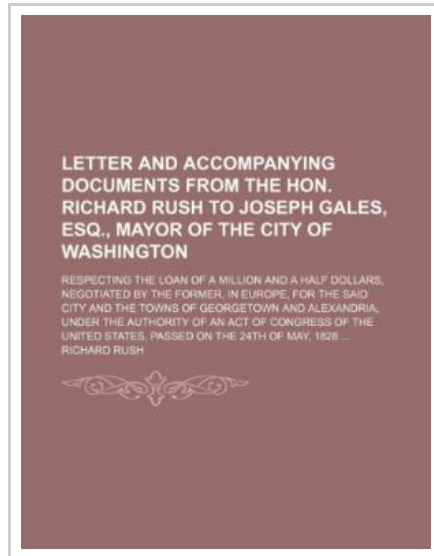 LETTER AND ACCOMPANYING
DOCUMENTS FROM THE HON.
RICHARD RUSH TO JOSEPH GALES,
ESQ., MAYOR OF THE CITY OF
WASHINGTON
RESPECTING THE LOAN OF A MILLION AND A HALF DOLLARS,
NEGOTIATED BY THE FORMER, IN EUROPE, FOR THE SAID
CITY AND THE TOWNS OF GEORGETOWN AND ALEXANDRIA,
UNDER THE AUTHORITY OF AN ACT OF CONGRESS OF THE
UNITED STATES, PASSED ON THE 24TH OF MAY, 1828 ...
RICHARD RUSH